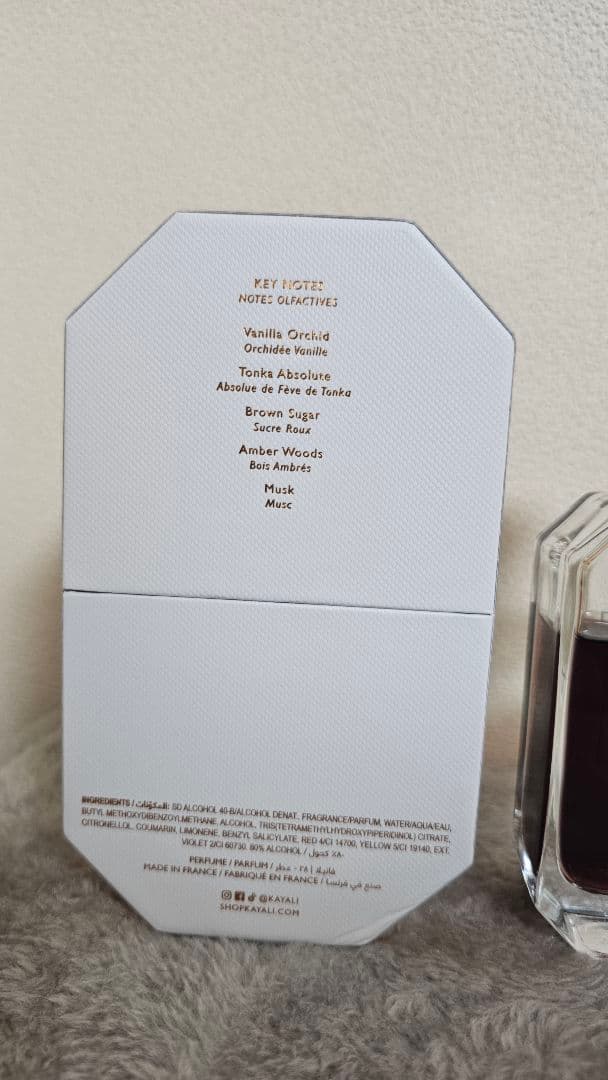 KEY NOTES
NOTES OLFACTIVES
Vanilla Orchid
Orchidée Vanille
Tonka Absolute
Absolue de Fève de Tonka
Brown Sugar
Sucre Roux
Amber Woods
Bois Ambrés
Musk
Musc
INGREDIENTS / المكوّنات: SD ALCOHOL 40-B/ALCOHOL DENAT. FRAGRANCE/PARFUM, WATER/AQUA/EAU,
BUTYL METHOXYDIBENZOYLMETHANE, ALCOHOL, TRIS(TETRAMETHYLHYDROXYPIPERIDINOL) CITRATE,
CITRONELLOL, COUMARIN, LIMONENE, BENZYL SALICYLATE, RED 4/CI 14700, YELLOW 5/CI 19140, EXT.
VIOLET 2/CI 60730. 80% ALCOHOL / كحول ٪٨٠
PERFUME / PARFUM / فانيلا | ٢٨ - عطر
MADE IN FRANCE / FABRIQUÉ EN FRANCE / صنع في فرنسا
@KAYALI
SHOPKAYALI.COM